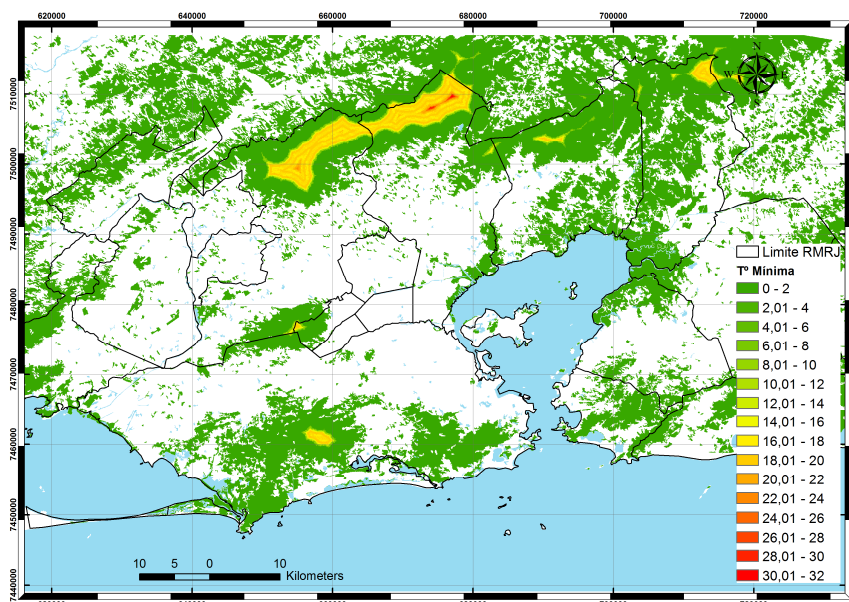 620000 640000 660000 680000 700000 720000
N
W E
S
7510000
7500000
7490000
7480000
7470000
7460000
7450000
7440000
Limite RMRJ
Tº Mínima
0 - 2
2,01 - 4
4,01 - 6
6,01 - 8
8,01 - 10
10,01 - 12
12,01 - 14
14,01 - 16
16,01 - 18
18,01 - 20
20,01 - 22
22,01 - 24
24,01 - 26
26,01 - 28
28,01 - 30
30,01 - 32
10 5 0 10
Kilometers